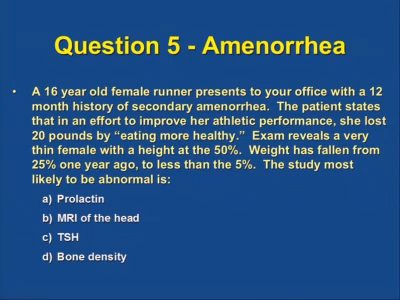 Question 5 - Amenorrhea
• A 16 year old female runner presents to your office with a 12
month history of secondary amenorrhea. The patient states
that in an effort to improve her athletic performance, she lost
20 pounds by “eating more healthy.” Exam reveals a very
thin female with a height at the 50%. Weight has fallen from
25% one year ago, to less than the 5%. The study most
likely to be abnormal is:
a) Prolactin
b) MRI of the head
c) TSH
d) Bone density